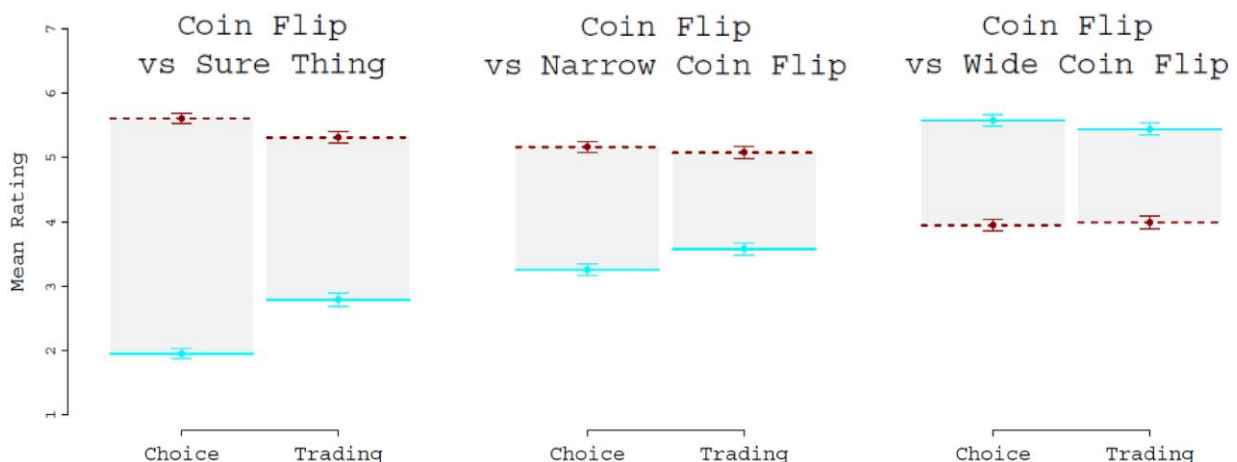 Coin Flip
vs Sure Thing
Coin Flip
vs Narrow Coin Flip
Coin Flip
vs Wide Coin Flip
Mean Rating
7
6
5
4
3
2
1
Choice
Trading
Choice
Trading
Choice
Trading